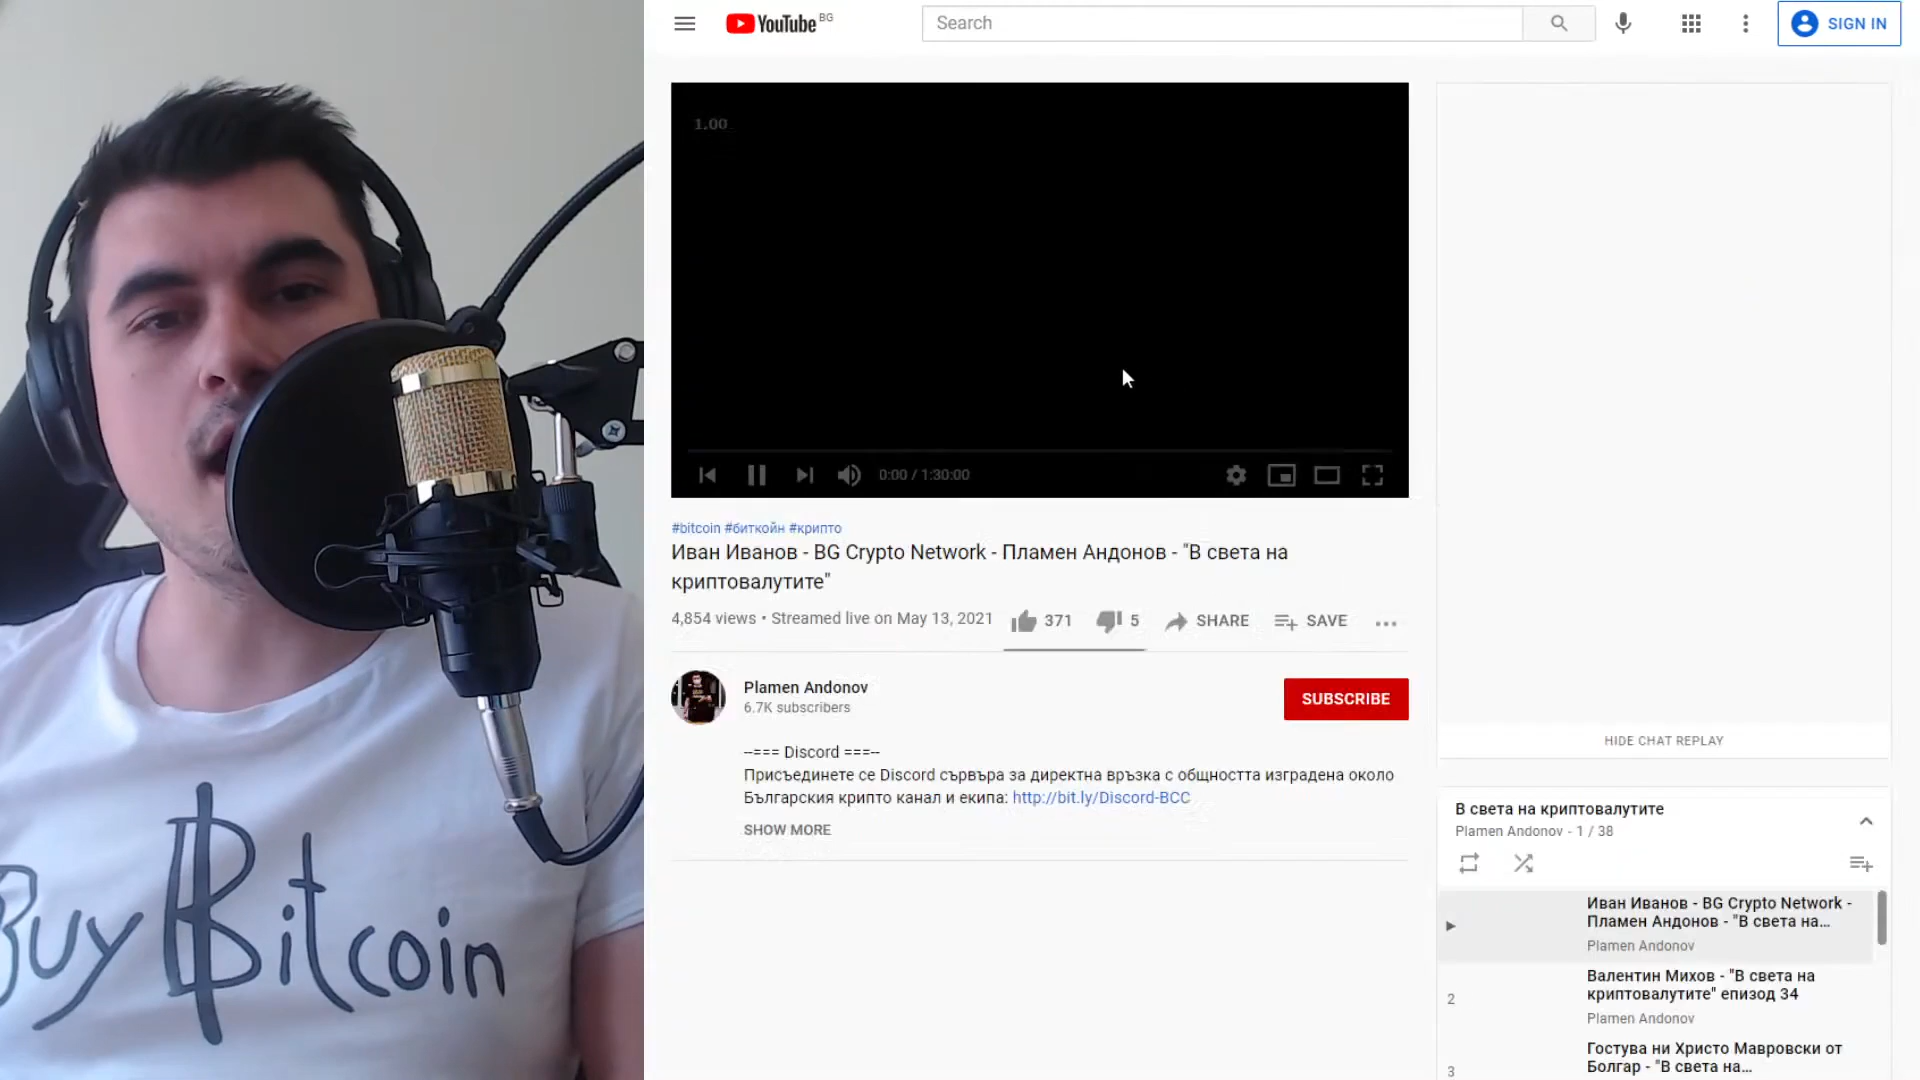 YouTube BG
Search
SIGN IN
1.00
0:00 / 1:30:00
#bitcoin #биткойн #крипто
Иван Иванов - BG Crypto Network - Пламен Андонов - "В света на
криптовалутите"
4,854 views • Streamed live on May 13, 2021
371
5
SHARE
SAVE
Plamen Andonov
6.7K subscribers
SUBSCRIBE
--=== Discord ===--
Присъединете се Discord сървъра за директна връзка с общността изградена около
Българския крипто канал и екипа: http://bit.ly/Discord-BCC
SHOW MORE
HIDE CHAT REPLAY
В света на криптовалутите
Plamen Andonov - 1 / 38
Иван Иванов - BG Crypto Network -
Пламен Андонов - "В света на...
Plamen Andonov
2
Валентин Михов - "В света на
криптовалутите" епизод 34
Plamen Andonov
3
Гостува ни Христо Мавровски от
Болгар - "В света на...
Buy Bitcoin